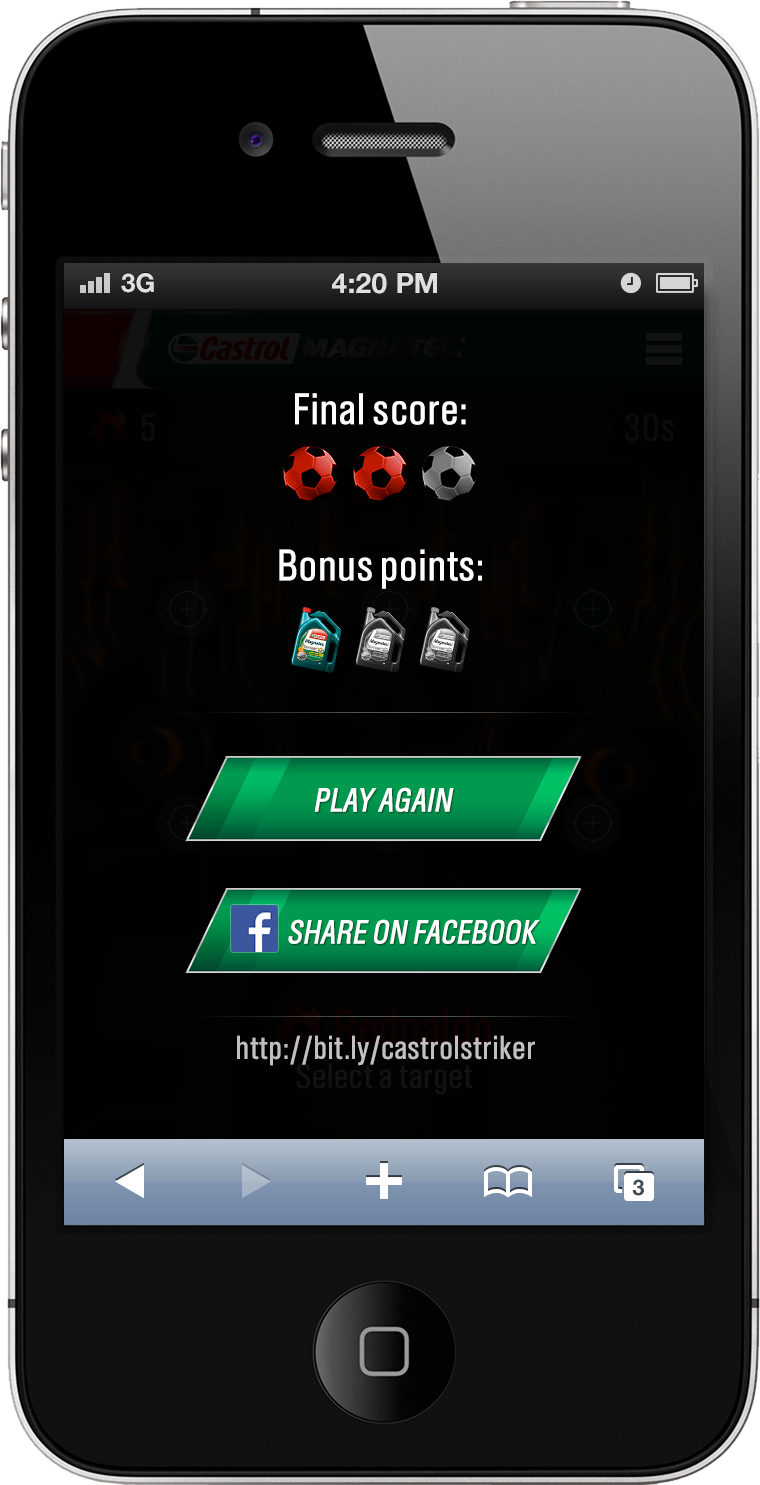 3G 4:20 PM
Castrol MAGNATEC
5 30s
Final score:
Bonus points:
PLAY AGAIN
f SHARE ON FACEBOOK
http://bit.ly/castrolstriker
Select a target
3